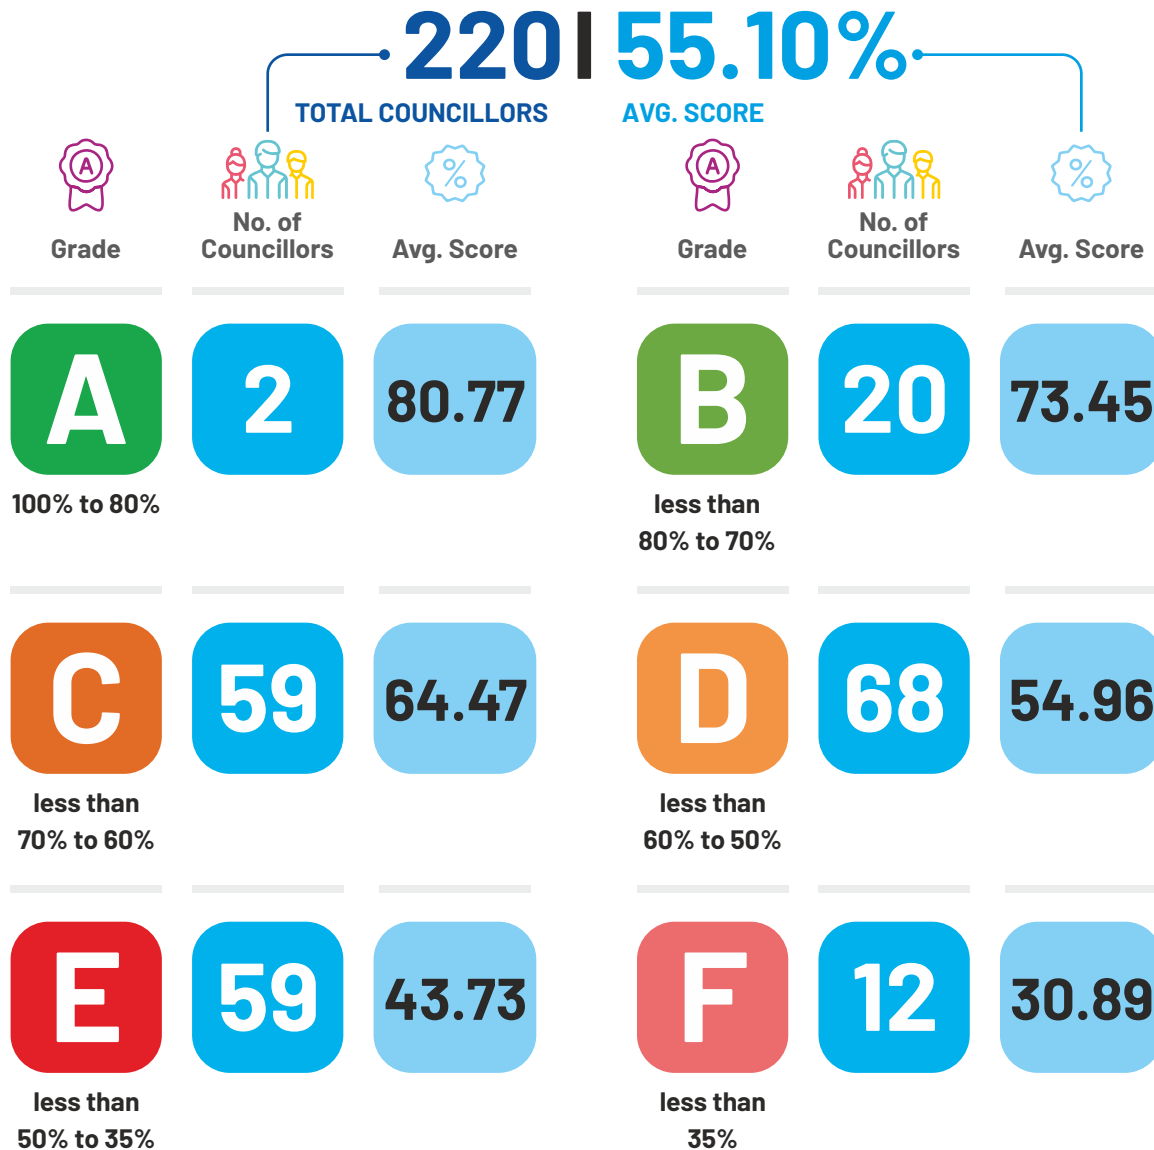 220 | 55.10%
TOTAL COUNCILLORS AVG. SCORE
A A
Grade No. of Councillors % Avg. Score Grade No. of Councillors % Avg. Score
A 2 80.77 B 20 73.45
100% to 80% less than
80% to 70%
C 59 64.47 D 68 54.96
less than less than
70% to 60% 60% to 50%
E 59 43.73 F 12 30.89
less than less than
50% to 35% 35%